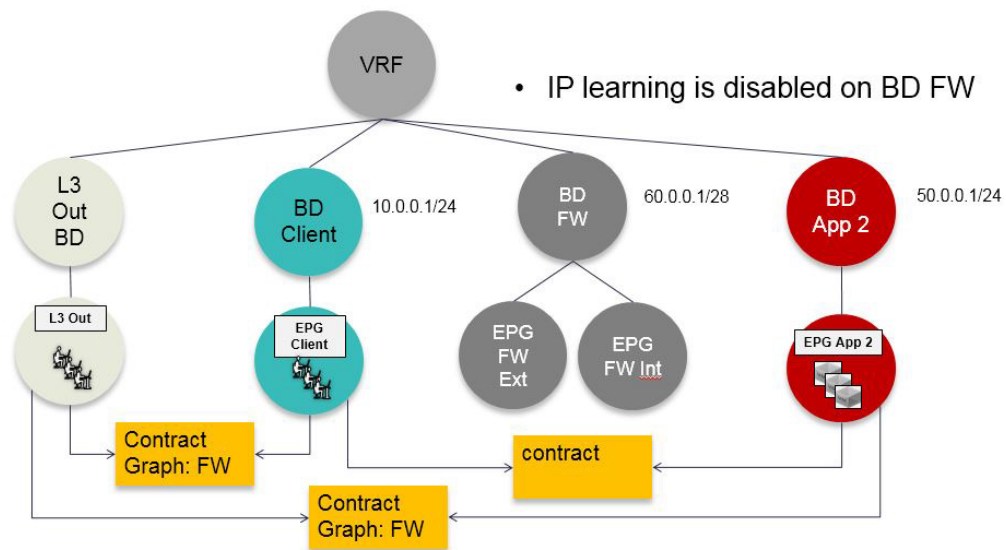 VRF
• IP learning is disabled on BD FW
L3
Out
BD
BD
Client
10.0.0.1/24
BD
FW
60.0.0.1/28
BD
App 2
50.0.0.1/24
L3 Out
EPG
Client
EPG
FW
Ext
EPG
FW Int
EPG App 2
Contract
Graph: FW
contract
Contract
Graph: FW